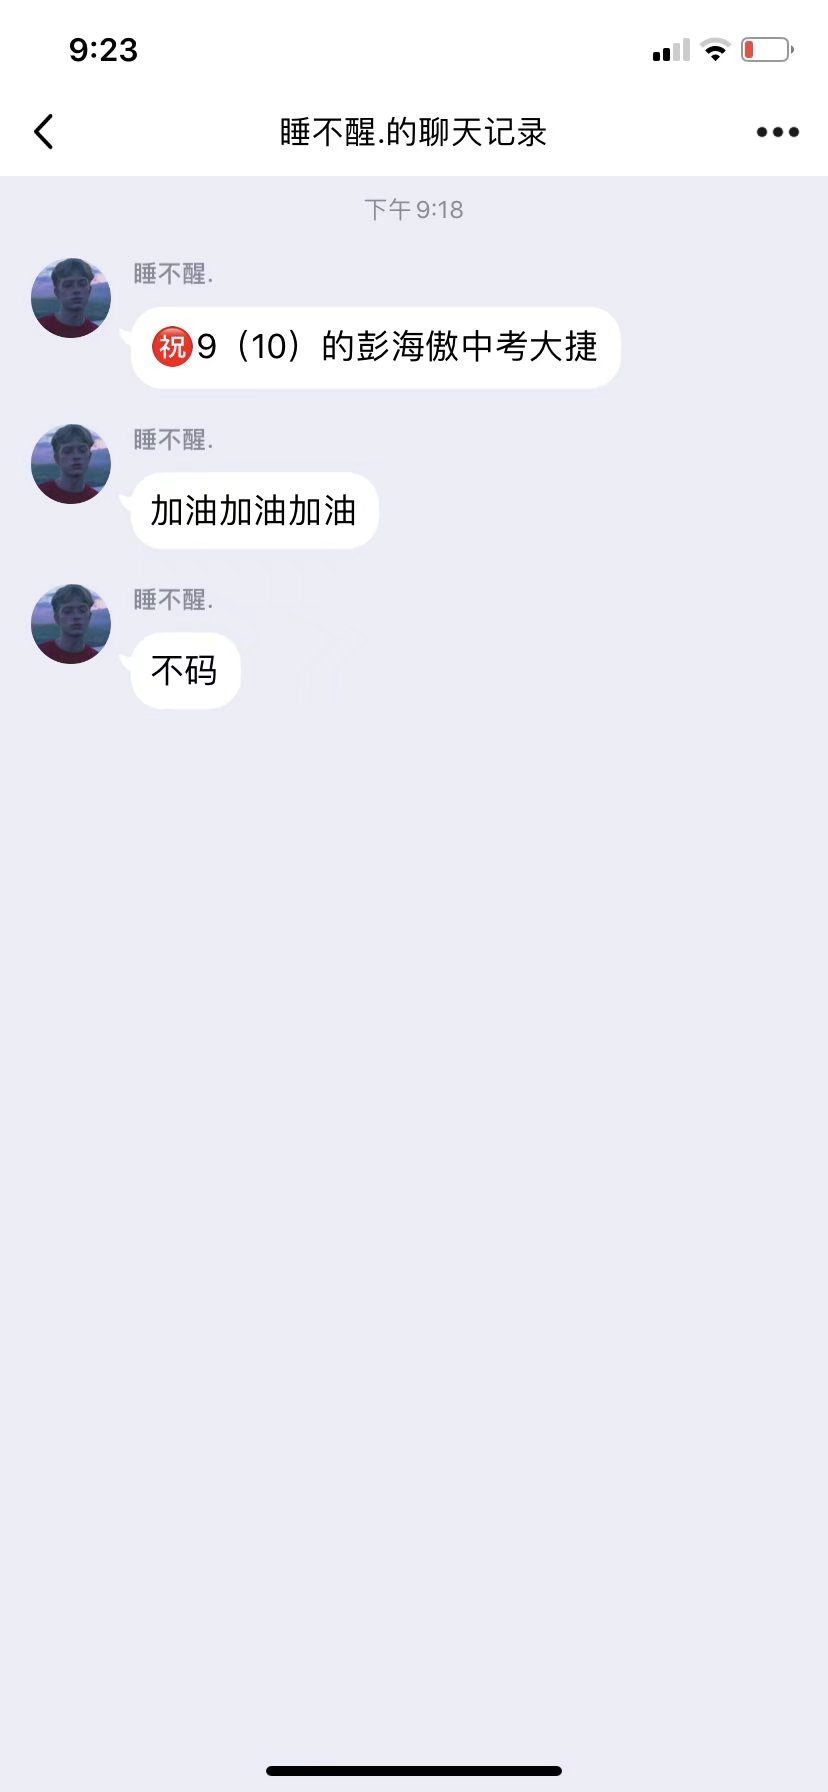 9:23
睡不醒.的聊天记录
下午 9:18
睡不醒.
㊗️9（10）的彭海傲中考大捷
睡不醒.
加油加油加油
睡不醒.
不码